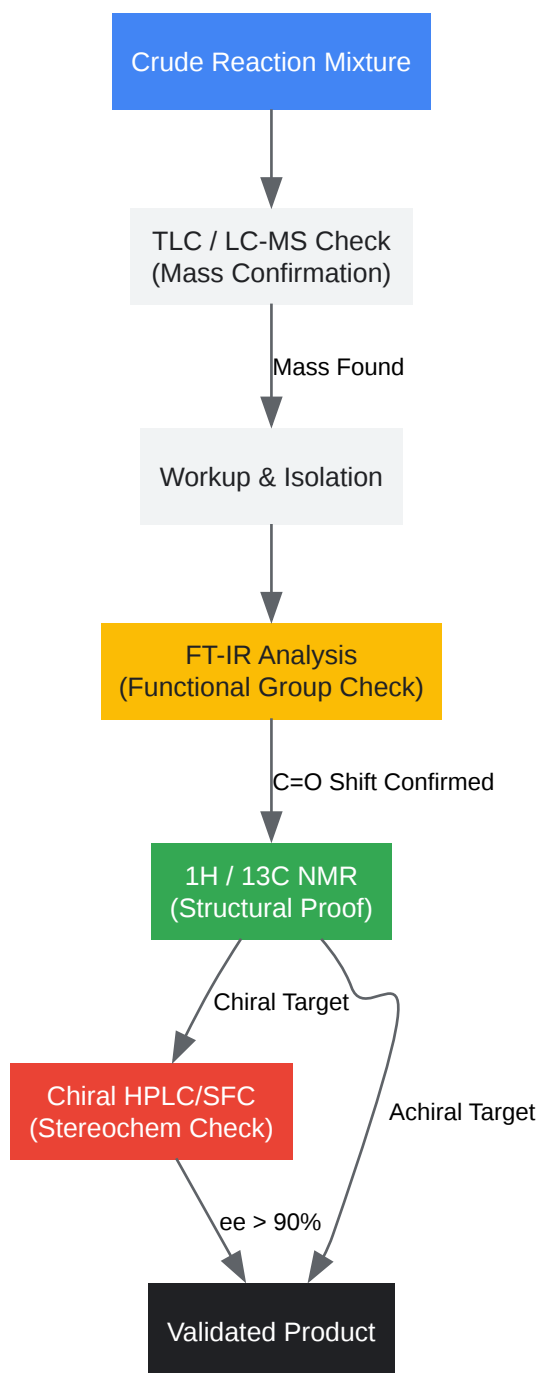 Crude Reaction Mixture
TLC / LC-MS Check
(Mass Confirmation)
Mass Found
Workup & Isolation
FT-IR Analysis
(Functional Group Check)
C=O Shift Confirmed
1H / 13C NMR
(Structural Proof)
Chiral Target
Chiral HPLC/SFC
(Stereochem Check)
Achiral Target
ee > 90%
Validated Product